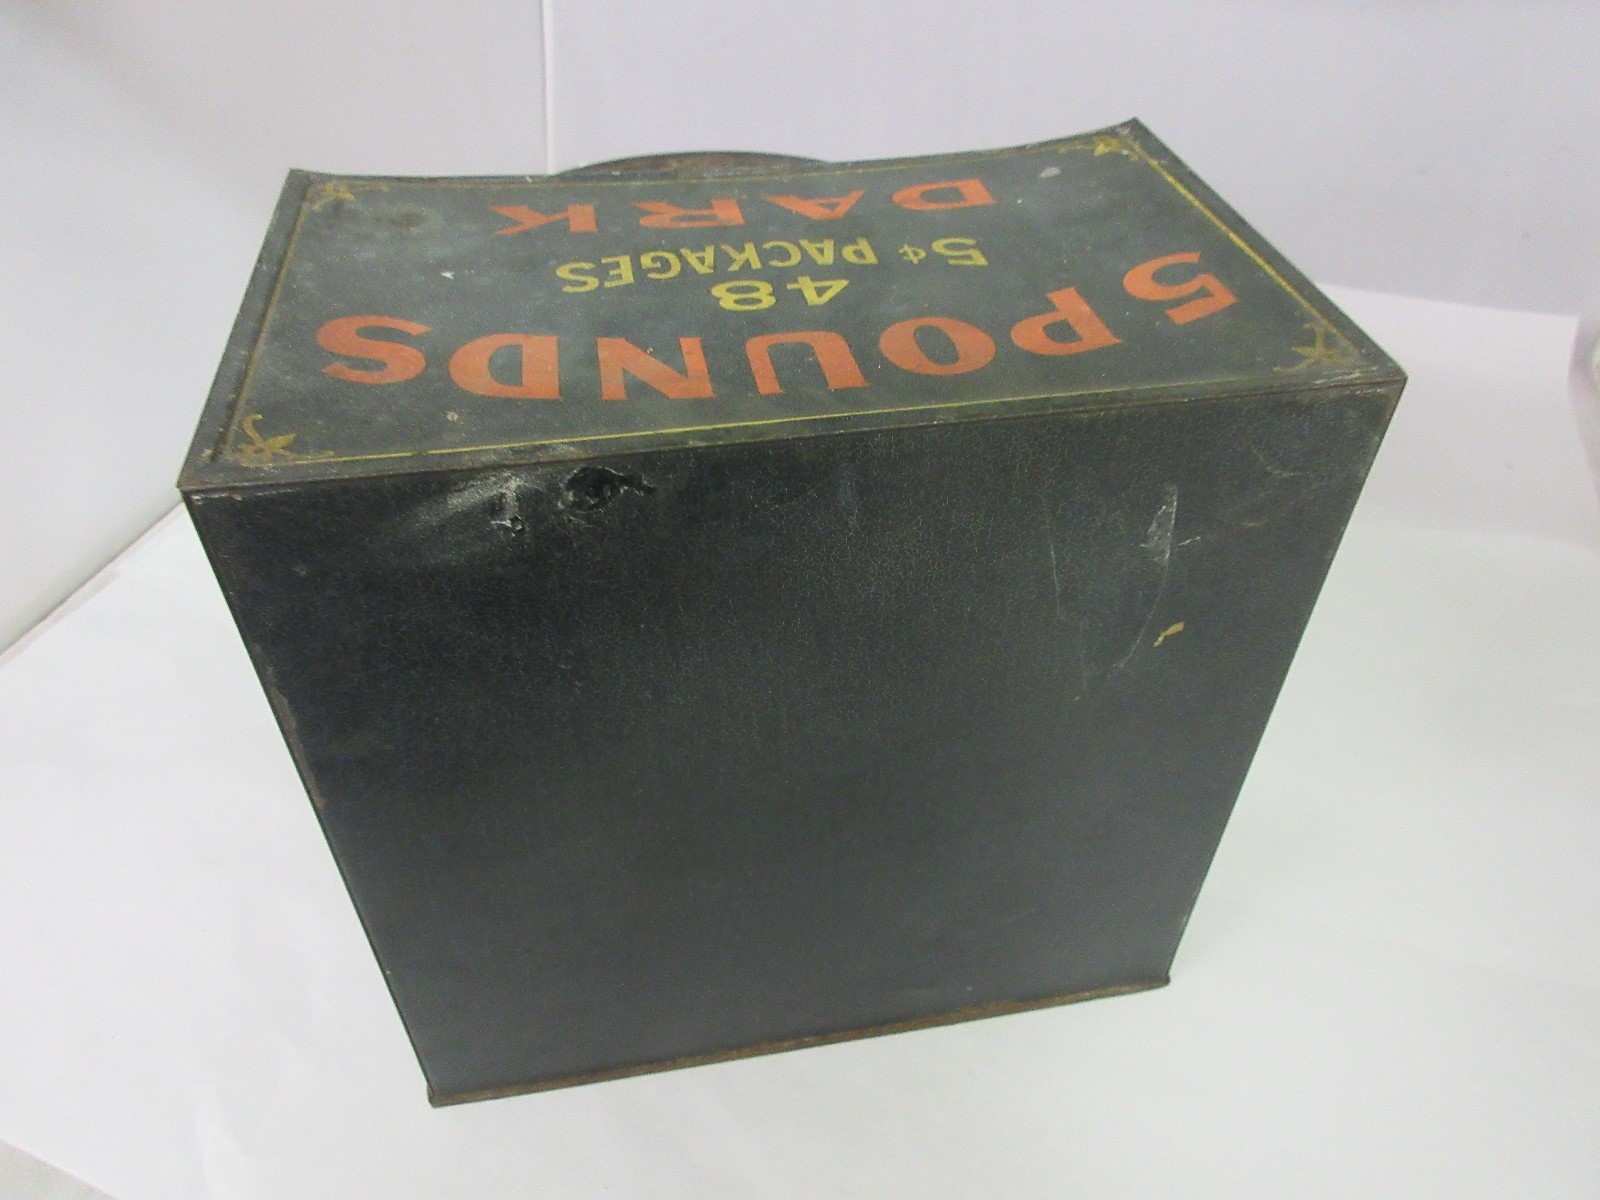 5 POUNDS
48
5¢ PACKAGES
DARK